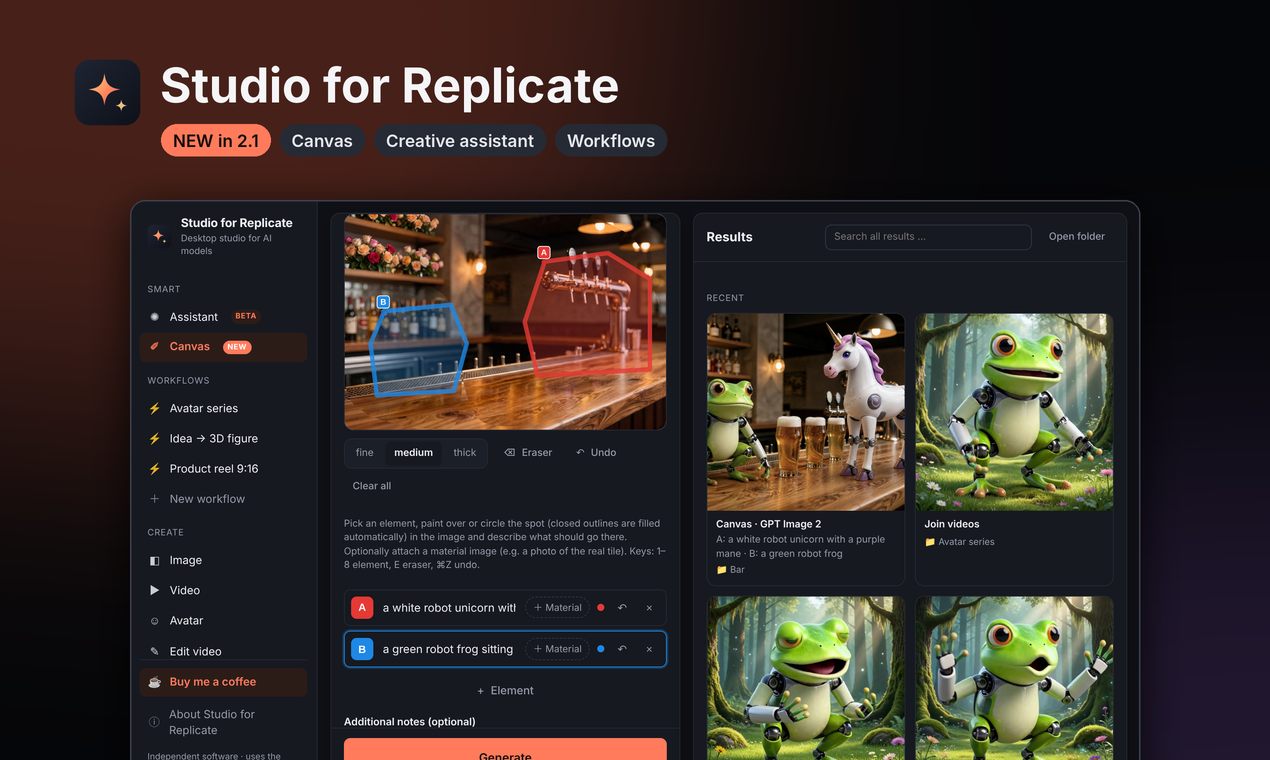 Studio for Replicate
NEW in 2.1
Canvas
Creative assistant
Workflows
Studio for Replicate
Desktop studio for AI
models
SMART
Assistant BETA
Canvas NEW
WORKFLOWS
Avatar series
Idea → 3D figure
Product reel 9:16
+ New workflow
CREATE
Image
Video
Avatar
Edit video
Buy me a coffee
About Studio for
Replicate
Independent software · uses the
A
B
fine medium thick Eraser Undo
Clear all
Pick an element, paint over or circle the spot (closed outlines are filled
automatically) in the image and describe what should go there.
Optionally attach a material image (e.g. a photo of the real tile). Keys: 1–
8 element, E eraser, ⌘Z undo.
A a white robot unicorn with + Material ×
B a green robot frog sitting + Material ×
+ Element
Additional notes (optional)
Generate
Results
Search all results ...
Open folder
RECENT
Canvas · GPT Image 2
A: a white robot unicorn with a purple
mane · B: a green robot frog
Bar
Join videos
Avatar series